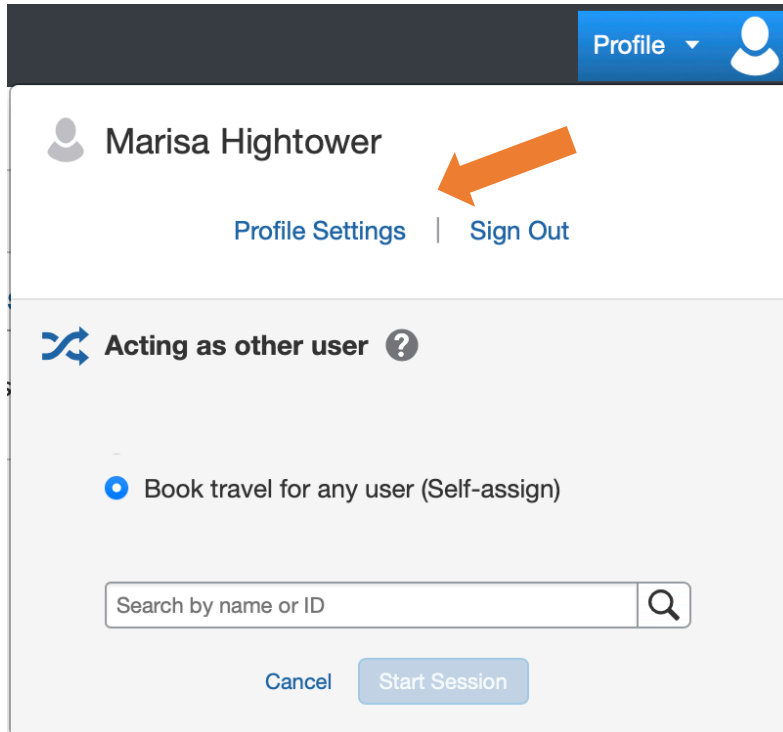 Profile
Marisa Hightower
Profile Settings | Sign Out
Acting as other user ?
Book travel for any user (Self-assign)
Search by name or ID
Cancel Start Session